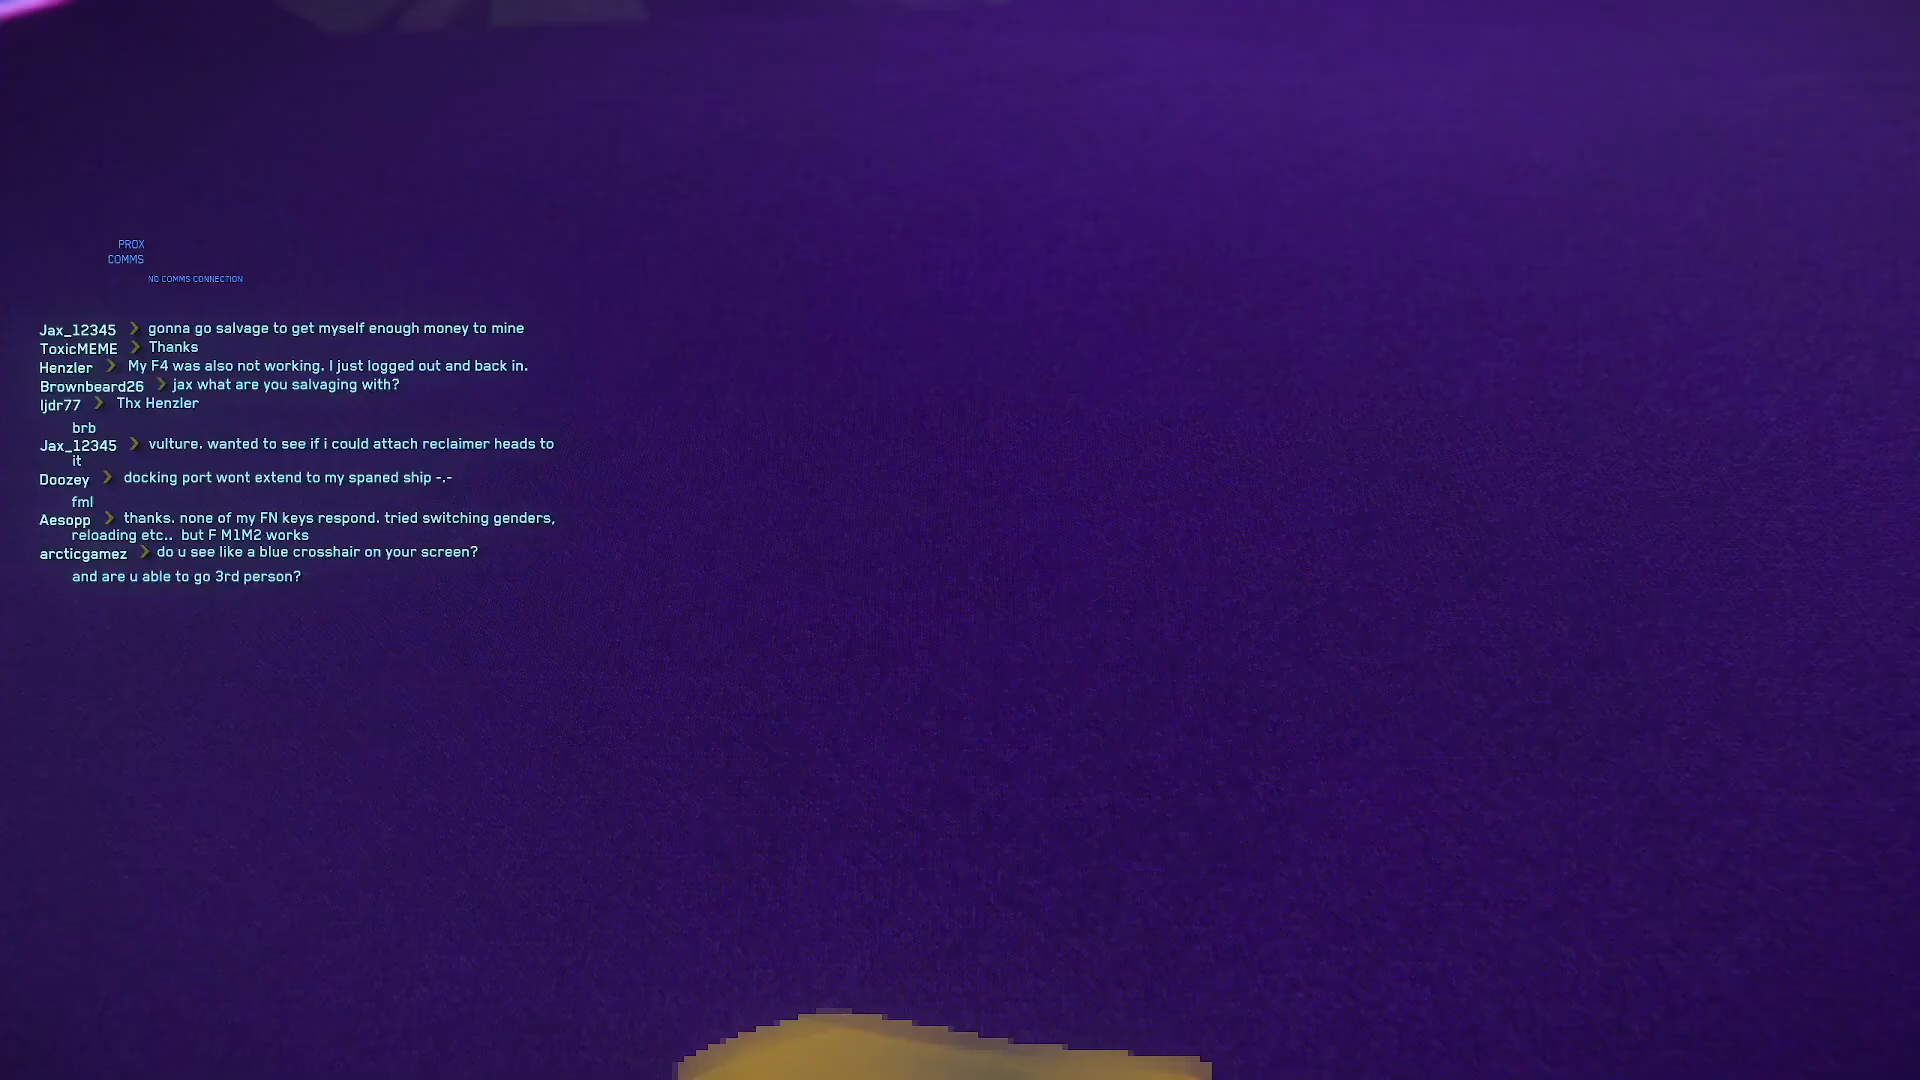 PROX
COMMS
NO COMMS CONNECTION
Jax_12345 > gonna go salvage to get myself enough money to mine
ToxicMEME > Thanks
Henzler > My F4 was also not working. I just logged out and back in.
Brownbeard26 > jax what are you salvaging with?
ljdr77 > Thx Henzler
brb
Jax_12345 > vulture. wanted to see if i could attach reclaimer heads to
it
Doozey > docking port wont extend to my spaned ship -.-
fml
Aesopp > thanks. none of my FN keys respond. tried switching genders,
reloading etc.. but F M1M2 works
arcticgamez > do u see like a blue crosshair on your screen?
and are u able to go 3rd person?